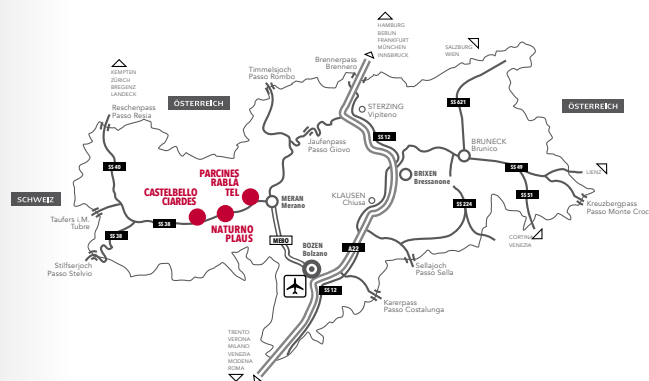 HAMBURG
BERLIN
FRANKFURT
MÜNCHEN
INNSBRUCK
SALZBURG
WIEN
KEMPTEN
ZÜRICH
BREGENZ
LANDECK
Brennerpass
Brennero
Timmelsjoch
Passo Rombo
ÖSTERREICH
ÖSTERREICH
Reschenpass
Passo Resia
STERZING
Vipiteno
SS 621
SS 12
Jaufenpass
Passo Giovo
BRUNECK
Brunico
SS 40
SS 49
LIENZ
PARCINES
RABLÀ
TEL
BRIXEN
Bressanone
CASTELBELLO
CIARDES
SCHWEIZ
MERAN
Merano
KLAUSEN
Chiusa
SS 51
SS 224
Kreuzbergpass
Passo Monte Croc
Taufers i.M.
Tubre
SS 38
SS 38
NATURNO
PLAUS
MEBO
BOZEN
Bolzano
A22
CORTINA
VENEZIA
Stilfserjoch
Passo Stelvio
Sellajoch
Passo Sella
SS 12
Karerpass
Passo Costalunga
TRENTO
VERONA
MILANO
VENEZIA
MODENA
ROMA